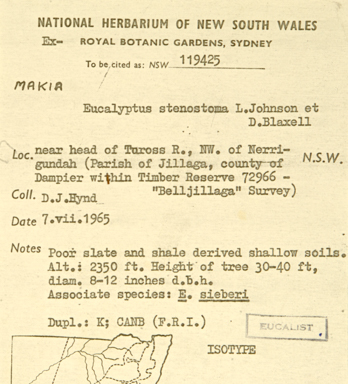 NATIONAL HERBARIUM OF NEW SOUTH WALES
Ex- ROYAL BOTANIC GARDENS, SYDNEY
To be cited as: NSW 119425
MAKIR
Eucalyptus stenostoma L.Johnson et
D.Blaxell
Loc. near head of Tuross R., NW. of Nerri-
gundah (Parish of Jillaga, county of N.S.W.
Dampier within Timber Reserve 72966 -
"Belljillaga" Survey)
Coll. D.J.Hynd
Date 7.vii.1965
Notes Poor slate and shale derived shallow soils.
Alt.: 2350 ft. Height of tree 30-40 ft,
diam. 8-12 inches d.b.h.
Associate species: E. sieberi
Dupl.: K; CANB (F.R.I.)
EUCALIST
ISOTYPE